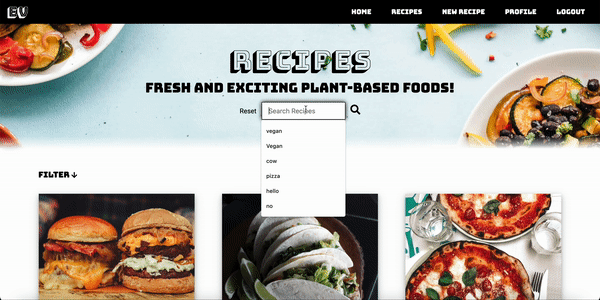 EV
HOME
RECIPES
NEW RECIPE
PROFILE
LOGOUT
RECIPES
FRESH AND EXCITING PLANT-BASED FOODS!
Reset
Search Recipes
vegan
Vegan
cow
pizza
hello
no
FILTER